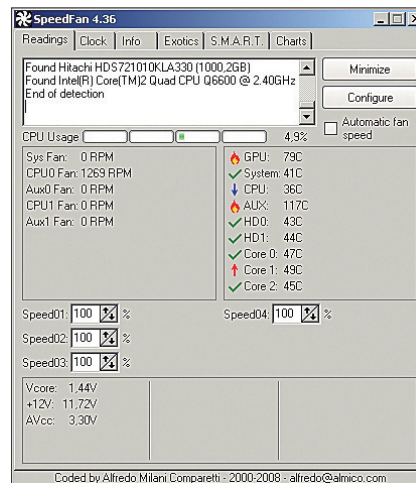 SpeedFan 4.36
Readings Clock Info Exotics S.M.A.R.T. Charts
Found Hitachi HDS721010KLA330 (1000,2GB)
Found Intel(R) Core(TM)2 Quad CPU Q6600 @ 2.40GHz
End of detection
Minimize
Configure
Automatic fan
speed
CPU Usage 4,9%
Sys Fan: 0 RPM
CPU0 Fan: 1269 RPM
Aux0 Fan: 0 RPM
CPU1 Fan: 0 RPM
Aux1 Fan: 0 RPM
GPU: 79C
System: 41C
CPU: 36C
AUX: 117C
HD0: 43C
HD1: 44C
Core 0: 47C
Core 1: 49C
Core 2: 45C
Speed01: 100 %
Speed04: 100 %
Speed02: 100 %
Speed03: 100 %
Vcore: 1,44V
+12V: 11,72V
AVcc: 3,30V
Coded by Alfredo Milani Comparetti - 2000-2008 - alfredo@almico.com